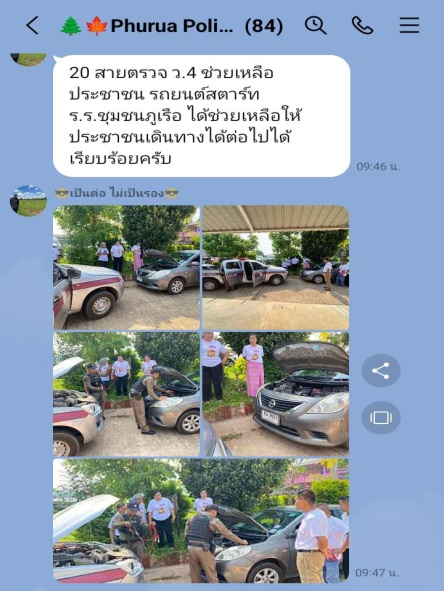 Phurua Poli... (84)
20 สายตรวจ ว.4 ช่วยเหลือ
ประชาชน รถยนต์สตาร์ท
ร.ร.ชุมชนภูเรือ ได้ช่วยเหลือให้
ประชาชนเดินทางได้ต่อไปได้
เรียบร้อยครับ
09:46 น.
เป็นต่อ ไม่เป็นรอง
09:47 น.